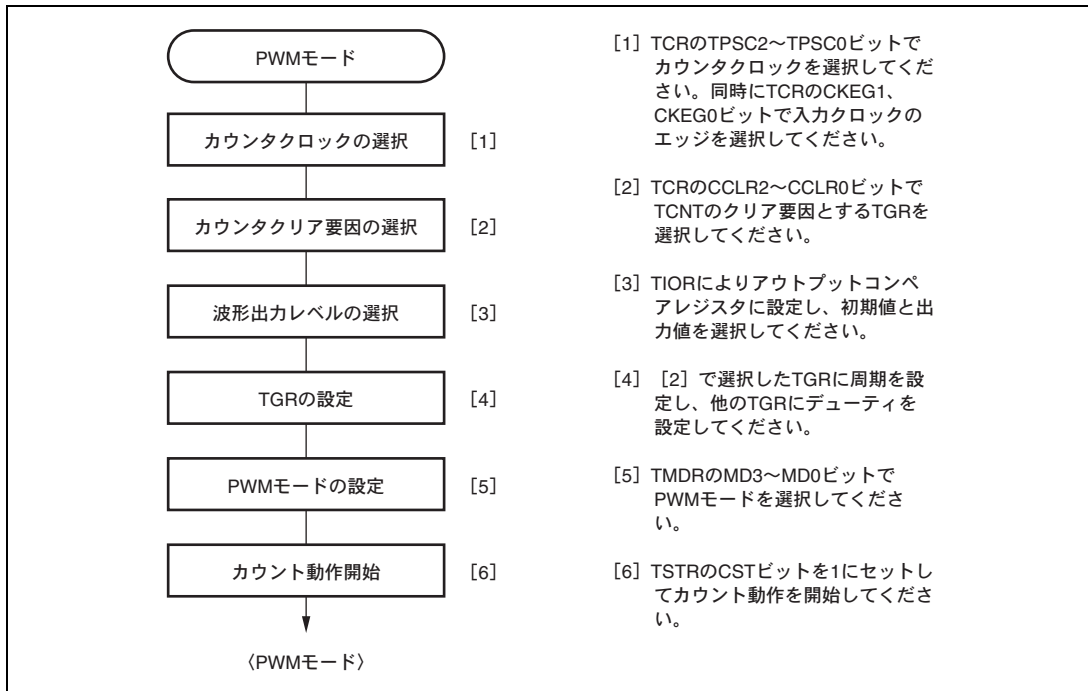 PWMモード
カウンタクロックの選択 [1]
カウンタクリア要因の選択 [2]
波形出力レベルの選択 [3]
TGRの設定 [4]
PWMモードの設定 [5]
カウント動作開始 [6]
〈PWMモード〉
[1] TCRのTPSC2～TPSC0ビットで
カウンタクロックを選択してくだ
さい。同時にTCRのCKEG1、
CKEG0ビットで入力クロックの
エッジを選択してください。
[2] TCRのCCLR2～CCLR0ビットで
TCNTのクリア要因とするTGRを
選択してください。
[3] TIORによりアウトプットコンペ
アレジスタに設定し、初期値と出
力値を選択してください。
[4] [2]で選択したTGRに周期を設
定し、他のTGRにデューティを
設定してください。
[5] TMDRのMD3～MD0ビットで
PWMモードを選択してくださ
い。
[6] TSTRのCSTビットを1にセットし
てカウント動作を開始してくださ
い。